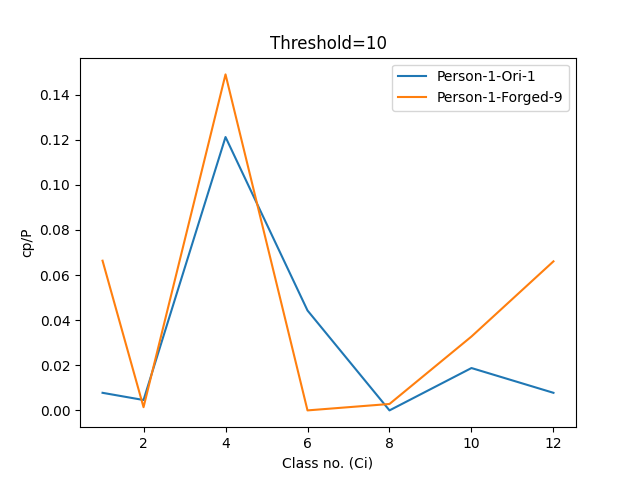 Threshold=10
Person-1-Ori-1
Person-1-Forged-9
cp/P
0.14
0.12
0.10
0.08
0.06
0.04
0.02
0.00
2 4 6 8 10 12
Class no. (Ci)